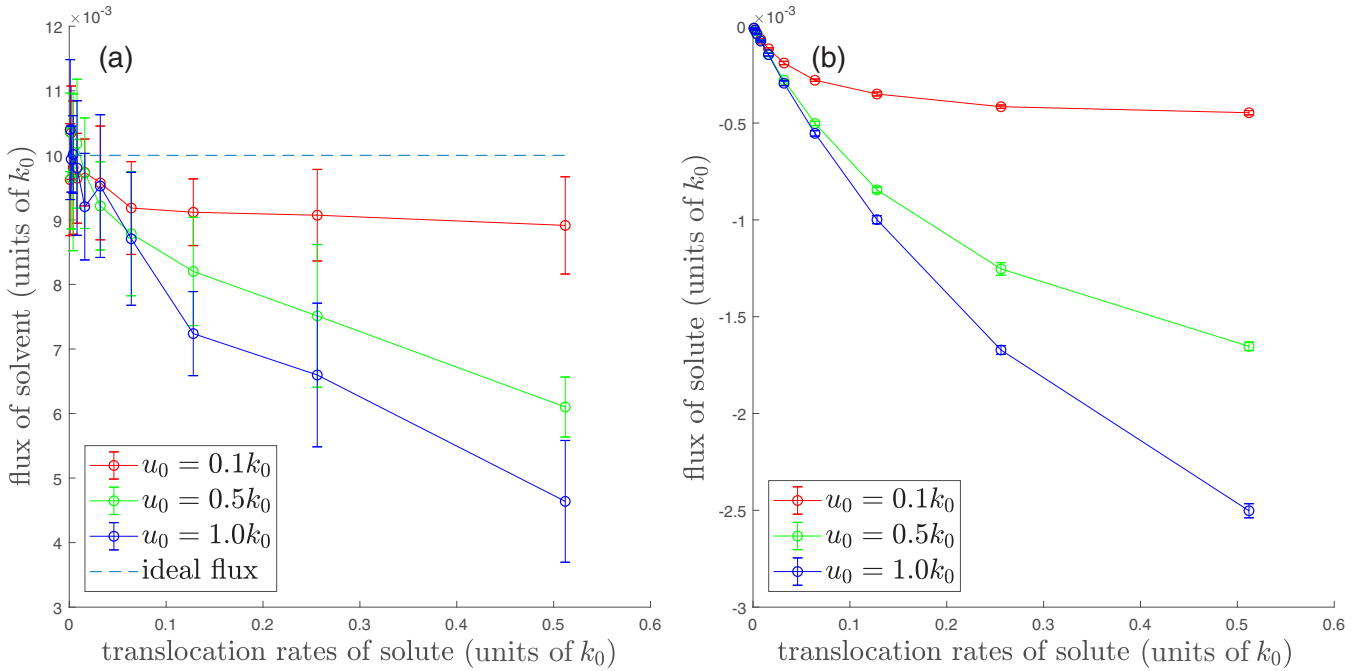 ×10⁻³
(a)
12
11
10
9
8
7
6
5
4
3
flux of solvent (units of k₀)
u₀ = 0.1k₀
u₀ = 0.5k₀
u₀ = 1.0k₀
ideal flux
0 0.1 0.2 0.3 0.4 0.5 0.6
translocation rates of solute (units of k₀)
×10⁻³
(b)
0
-0.5
-1
-1.5
-2
-2.5
-3
flux of solute (units of k₀)
u₀ = 0.1k₀
u₀ = 0.5k₀
u₀ = 1.0k₀
0 0.1 0.2 0.3 0.4 0.5 0.6
translocation rates of solute (units of k₀)